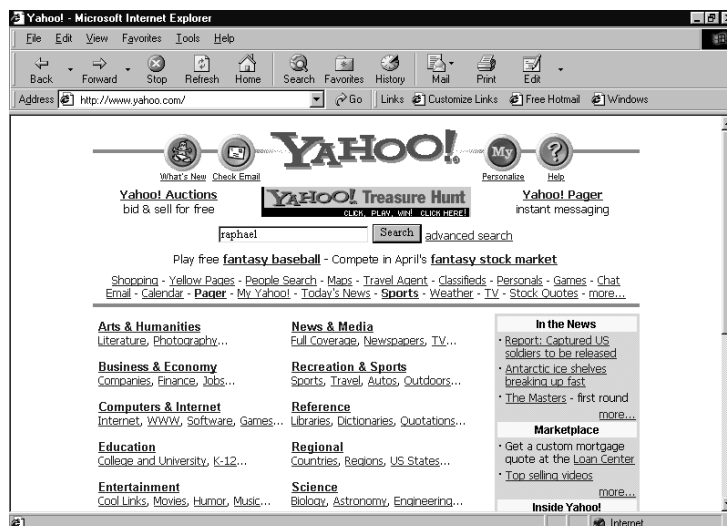 Yahoo! - Microsoft Internet Explorer
File Edit View Favorites Tools Help
Back Forward Stop Refresh Home Search Favorites History Mail Print Edit
Address http://www.yahoo.com/ Go Links Customize Links Free Hotmail Windows
YAHOO! My ?
What's New Check Email Personalize Help
Yahoo! Auctions
bid & sell for free
YAHOO! Treasure Hunt
CLICK, PLAY, WIN! CLICK HERE!
Yahoo! Pager
instant messaging
raphael Search advanced search
Play free fantasy baseball - Compete in April's fantasy stock market
Shopping - Yellow Pages - People Search - Maps - Travel Agent - Classifieds - Personals - Games - Chat
Email - Calendar - Pager - My Yahoo! - Today's News - Sports - Weather - TV - Stock Quotes - more...
Arts & Humanities
Literature, Photography...
Business & Economy
Companies, Finance, Jobs...
Computers & Internet
Internet, WWW, Software, Games...
Education
College and University, K-12...
Entertainment
Cool Links, Movies, Humor, Music...
News & Media
Full Coverage, Newspapers, TV...
Recreation & Sports
Sports, Travel, Autos, Outdoors...
Reference
Libraries, Dictionaries, Quotations...
Regional
Countries, Regions, US States...
Science
Biology, Astronomy, Engineering...
In the News
· Report: Captured US
soldiers to be released
· Antarctic ice shelves
breaking up fast
· The Masters - first round
more...
Marketplace
· Get a custom mortgage
quote at the Loan Center
· Top selling videos
more...
Inside Yahoo!
Internet